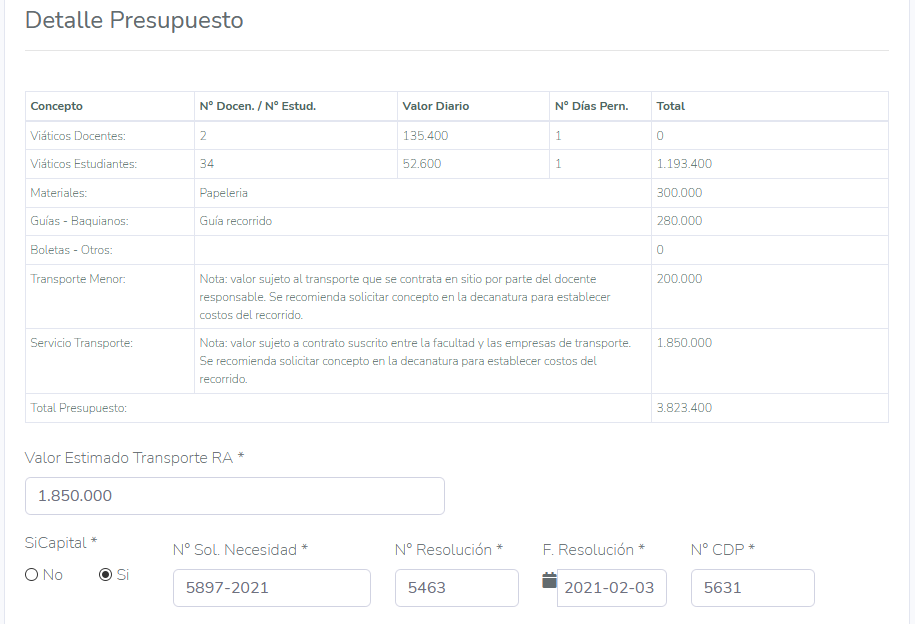 Detalle Presupuesto
Concepto N° Docen. / N° Estud. Valor Diario N° Días Pern. Total
Viáticos Docentes: 2 135.400 1 0
Viáticos Estudiantes: 34 52.600 1 1.193.400
Materiales: Papeleria 300.000
Guías - Baquianos: Guía recorrido 280.000
Boletas - Otros: 0
Transporte Menor: Nota: valor sujeto al transporte que se contrata en sitio por parte del docente 200.000
responsable. Se recomienda solicitar concepto en la decanatura para establecer
costos del recorrido.
Servicio Transporte: Nota: valor sujeto a contrato suscrito entre la facultad y las empresas de transporte. 1.850.000
Se recomienda solicitar concepto en la decanatura para establecer costos del
recorrido.
Total Presupuesto: 3.823.400
Valor Estimado Transporte RA *
1.850.000
SiCapital * N° Sol. Necesidad * N° Resolución * F. Resolución * N° CDP *
No Si 5897-2021 5463 2021-02-03 5631